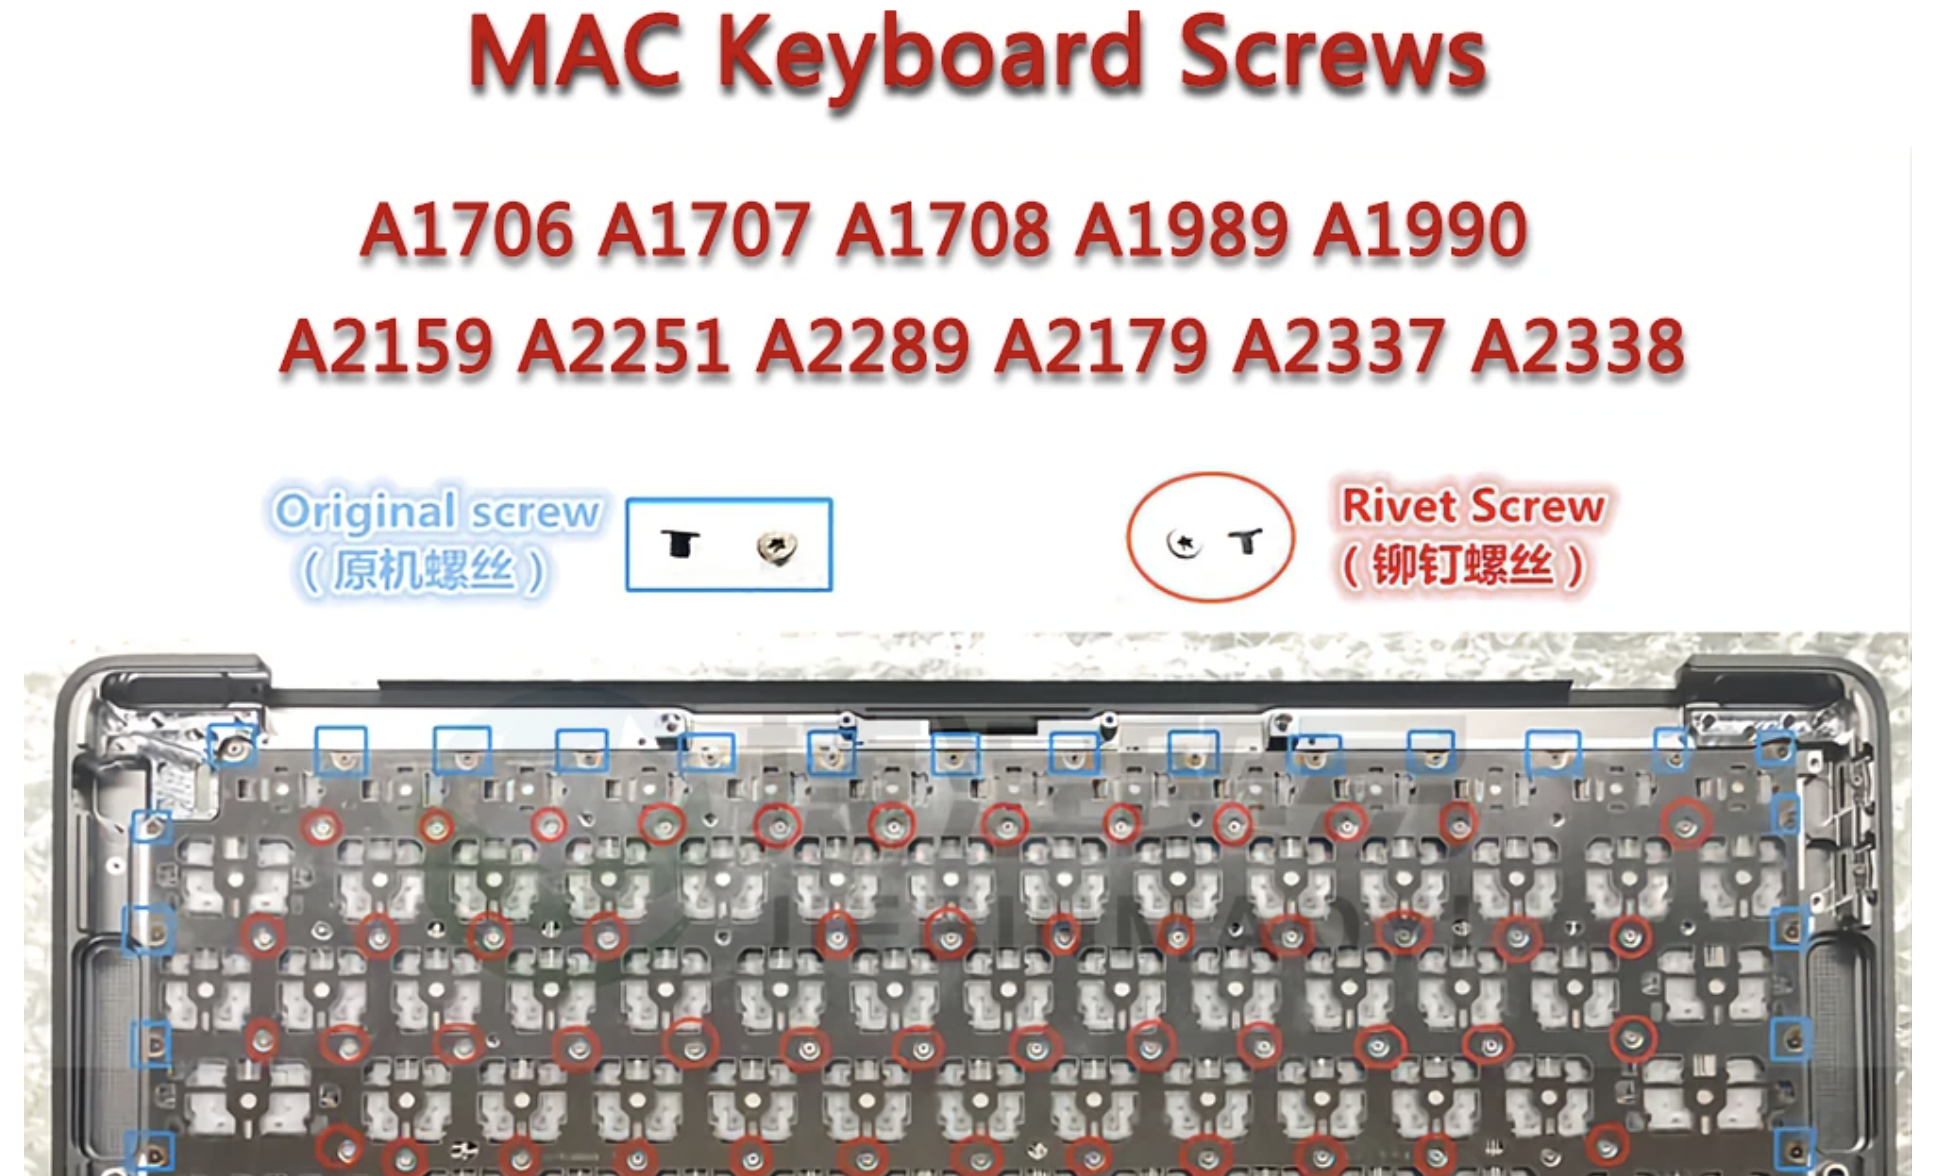 MAC Keyboard Screws
A1706 A1707 A1708 A1989 A1990
A2159 A2251 A2289 A2179 A2337 A2338
Original screw
（原机螺丝）
Rivet Screw
（铆钉螺丝）